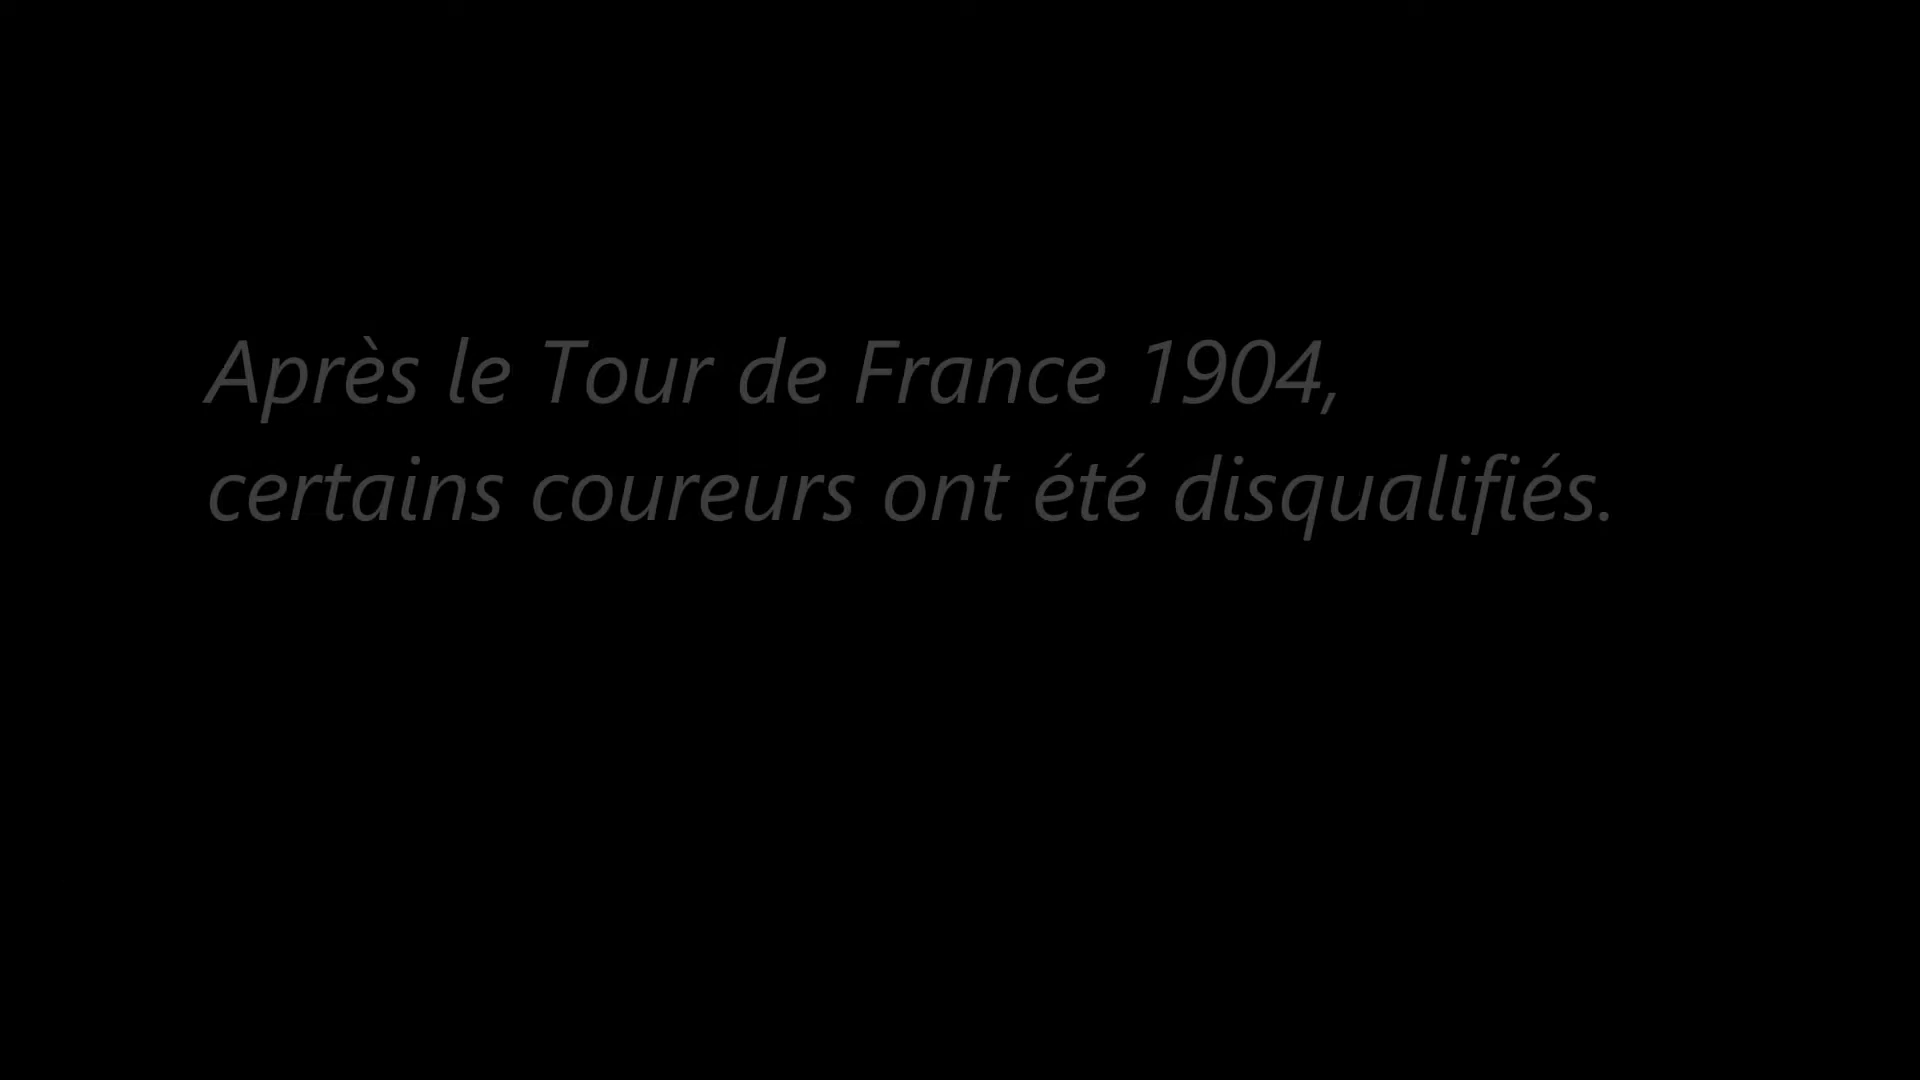 Après le Tour de France 1904,
certains coureurs ont été disqualifiés.